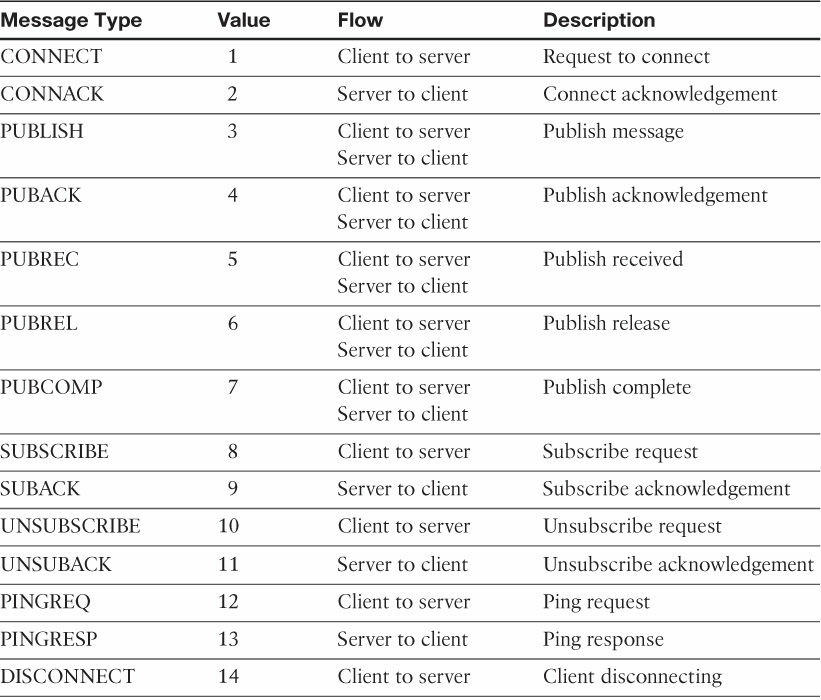 Message Type Value Flow Description
CONNECT 1 Client to server Request to connect
CONNACK 2 Server to client Connect acknowledgement
PUBLISH 3 Client to server Publish message
Server to client
PUBACK 4 Client to server Publish acknowledgement
Server to client
PUBREC 5 Client to server Publish received
Server to client
PUBREL 6 Client to server Publish release
Server to client
PUBCOMP 7 Client to server Publish complete
Server to client
SUBSCRIBE 8 Client to server Subscribe request
SUBACK 9 Server to client Subscribe acknowledgement
UNSUBSCRIBE 10 Client to server Unsubscribe request
UNSUBACK 11 Server to client Unsubscribe acknowledgement
PINGREQ 12 Client to server Ping request
PINGRESP 13 Server to client Ping response
DISCONNECT 14 Client to server Client disconnecting